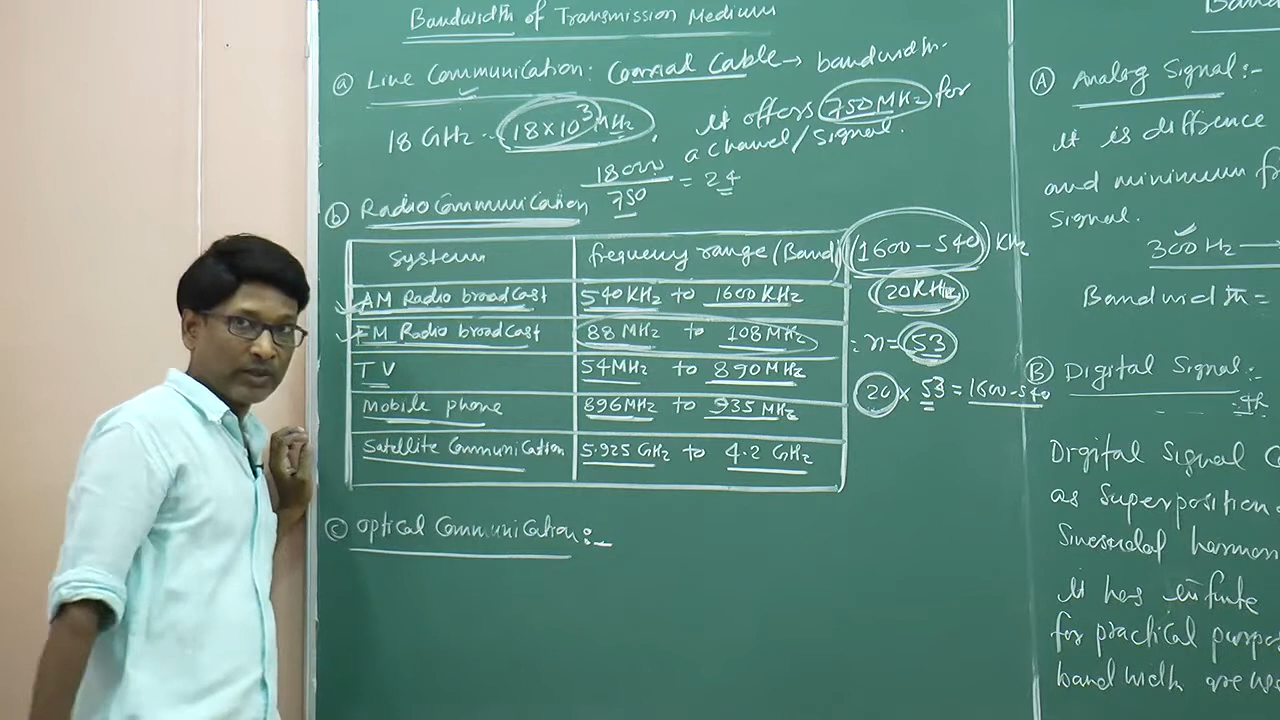 Bandwidth of Transmission Medium
(a) Line Communication: Coaxial Cable → bandwidth.
18 GHz - 18×10³ MHz. It offers 750 MHz for
a chanel/signal.
18000/750 = 24
(b) Radio Communication
System frequency range (Band) (1600 - 540) KHz
AM Radio broadcast 540 KHz to 1600 KHz 20 KHz
FM Radio broadcast 88 MHz to 108 MHz = n = 53
TV 54 MHz to 890 MHz 20 × 53 = 1600 - 540
Mobile phone 896 MHz to 935 MHz
Satellite Communication 5.925 GHz to 4.2 GHz
(c) Optical Communication:-
(A) Analog Signal:-
It is diffence
and minimum
Signal.
300 Hz —
Bandwidth =
(B) Digital Signal:-
Drgital Signal
as Superposition
Sinusoidal harmon
It has infinite
for practical purpos
bandwidth are us